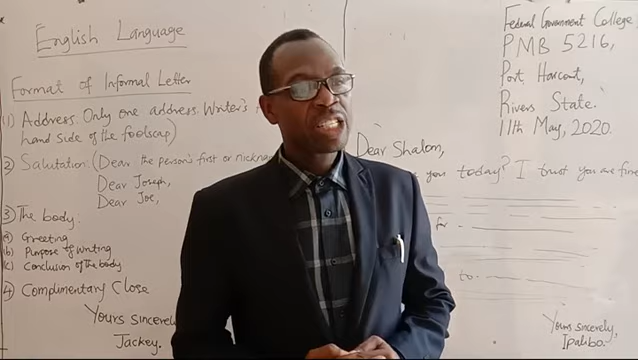 English Language
Format of Informal Letter
(1) Address: Only one address. Writer's
hand side of the foolscap)
2) Salutation: (Dear the person's first or nickname
Dear Joseph,
Dear Joe,
3) The body:
(a) Greeting
(b) Purpose of writing
(c) Conclusion of the body
4) Complimentary Close
Yours sincerely
Jackey.
Federal Government College,
PMB 5216,
Port Harcourt,
Rivers State.
11th May, 2020.
Dear Shalom,
you today? I trust you are fine
for
to
Yours sincerely,
Ipalibo.